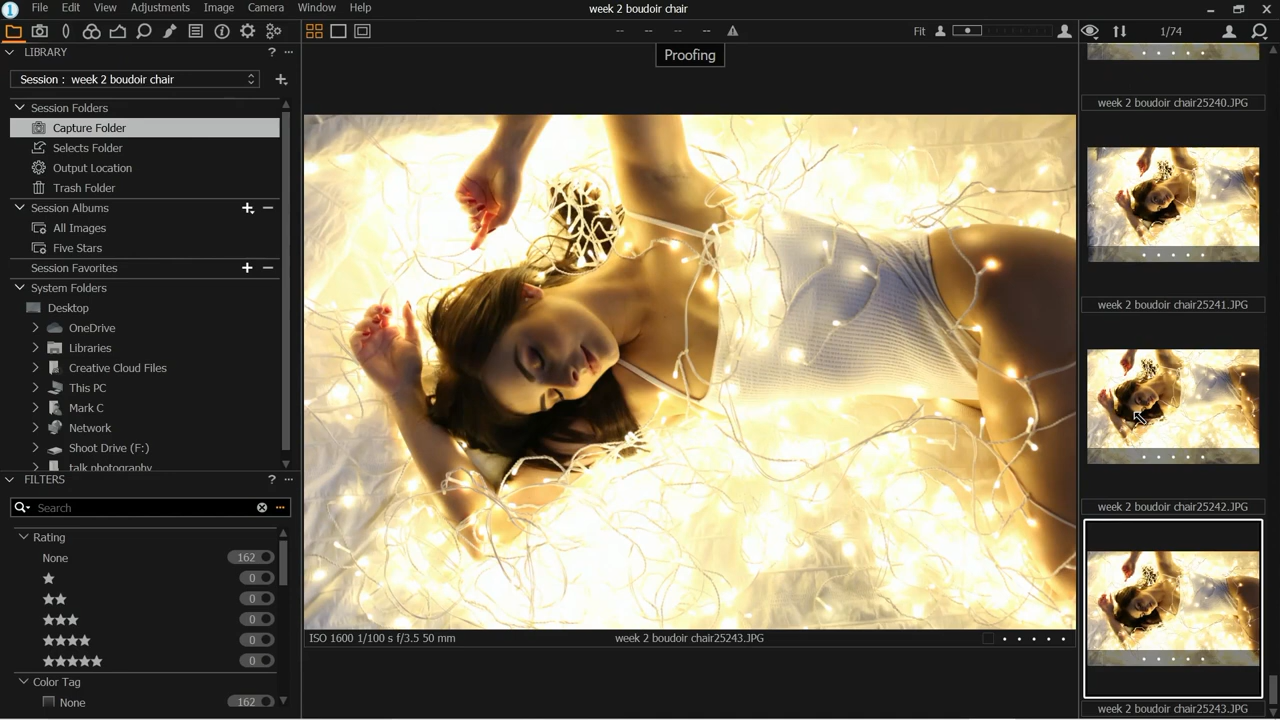 File Edit View Adjustments Image Camera Window Help
week 2 boudoir chair
Fit
1/74
Proofing
LIBRARY ? ...
Session : week 2 boudoir chair
Session Folders
Capture Folder
Selects Folder
Output Location
Trash Folder
Session Albums
All Images
Five Stars
Session Favorites
System Folders
Desktop
OneDrive
Libraries
Creative Cloud Files
This PC
Mark C
Network
Shoot Drive (F:)
talk photography
FILTERS ? ...
Search
Rating
None 162
0
0
0
0
0
Color Tag
None 162
ISO 1600 1/100 s f/3.5 50 mm
week 2 boudoir chair25243.JPG
week 2 boudoir chair25240.JPG
week 2 boudoir chair25241.JPG
week 2 boudoir chair25242.JPG
week 2 boudoir chair25243.JPG